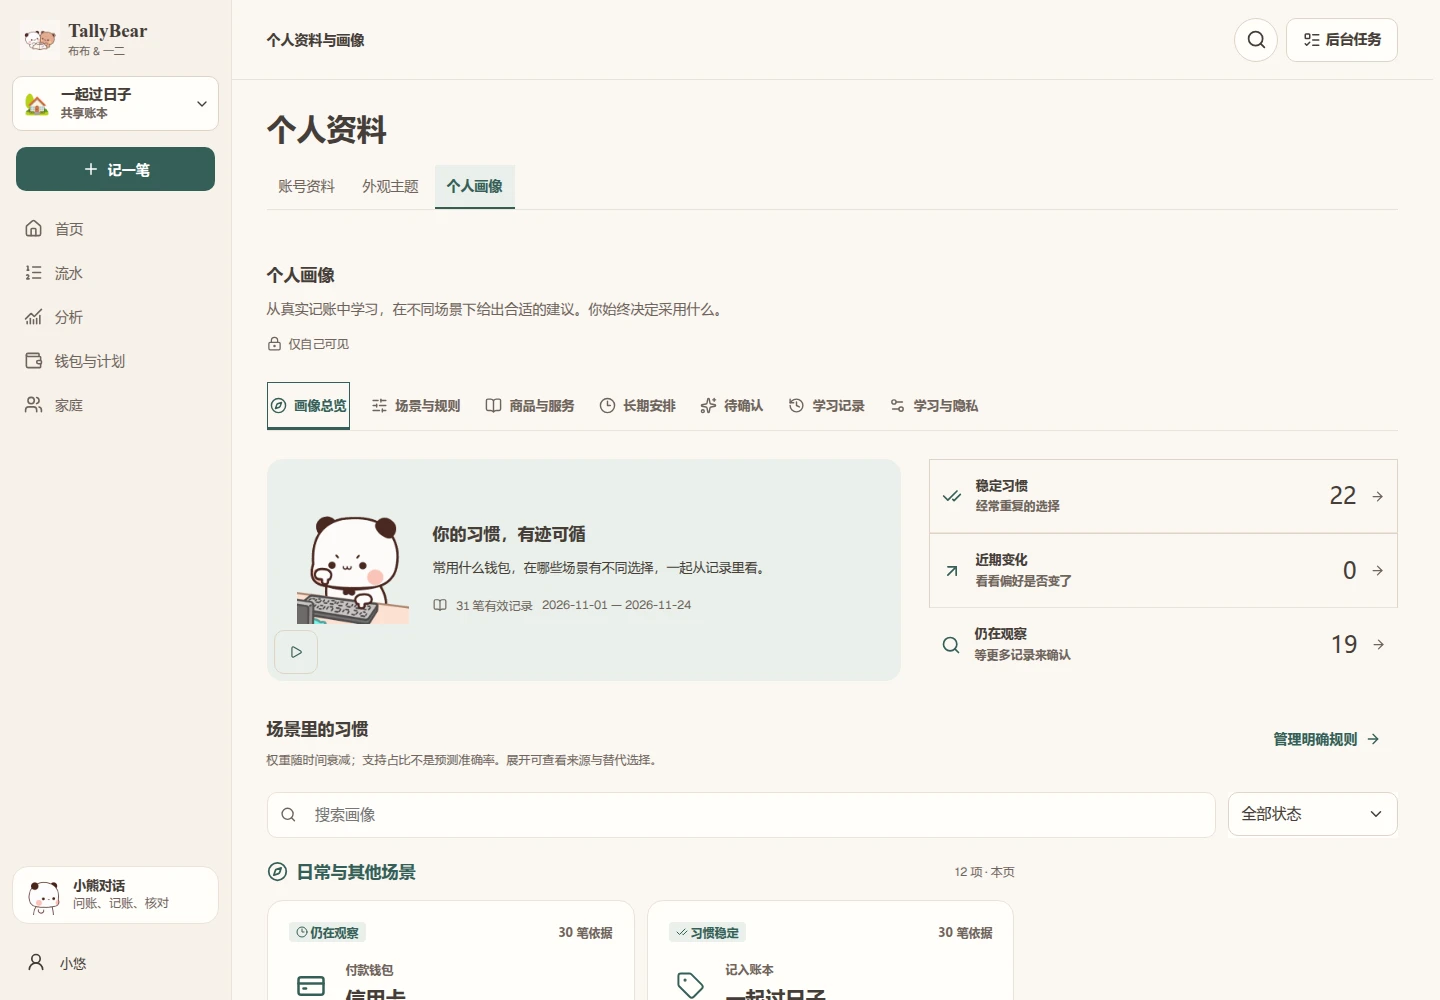 TallyBear
布布 & 一二
一起过日子
共享账本
记一笔
首页
流水
分析
钱包与计划
家庭
小熊对话
问账、记账、核对
小悠
个人资料与画像
后台任务
个人资料
账号资料
外观主题
个人画像
个人画像
从真实记账中学习，在不同场景下给出合适的建议。你始终决定采用什么。
仅自己可见
画像总览
场景与规则
商品与服务
长期安排
待确认
学习记录
学习与隐私
你的习惯，有迹可循
常用什么钱包，在哪些场景有不同选择，一起从记录里看。
31 笔有效记录 2026-11-01 — 2026-11-24
稳定习惯
经常重复的选择
22
近期变化
看看偏好是否变了
0
仍在观察
等更多记录来确认
19
场景里的习惯
权重随时间衰减；支持占比不是预测准确率。展开可查看来源与替代选择。
管理明确规则
搜索画像
全部状态
日常与其他场景
12 项 · 本页
仍在观察
30 笔依据
付款钱包
信用卡
习惯稳定
30 笔依据
记入账本
一起过日子